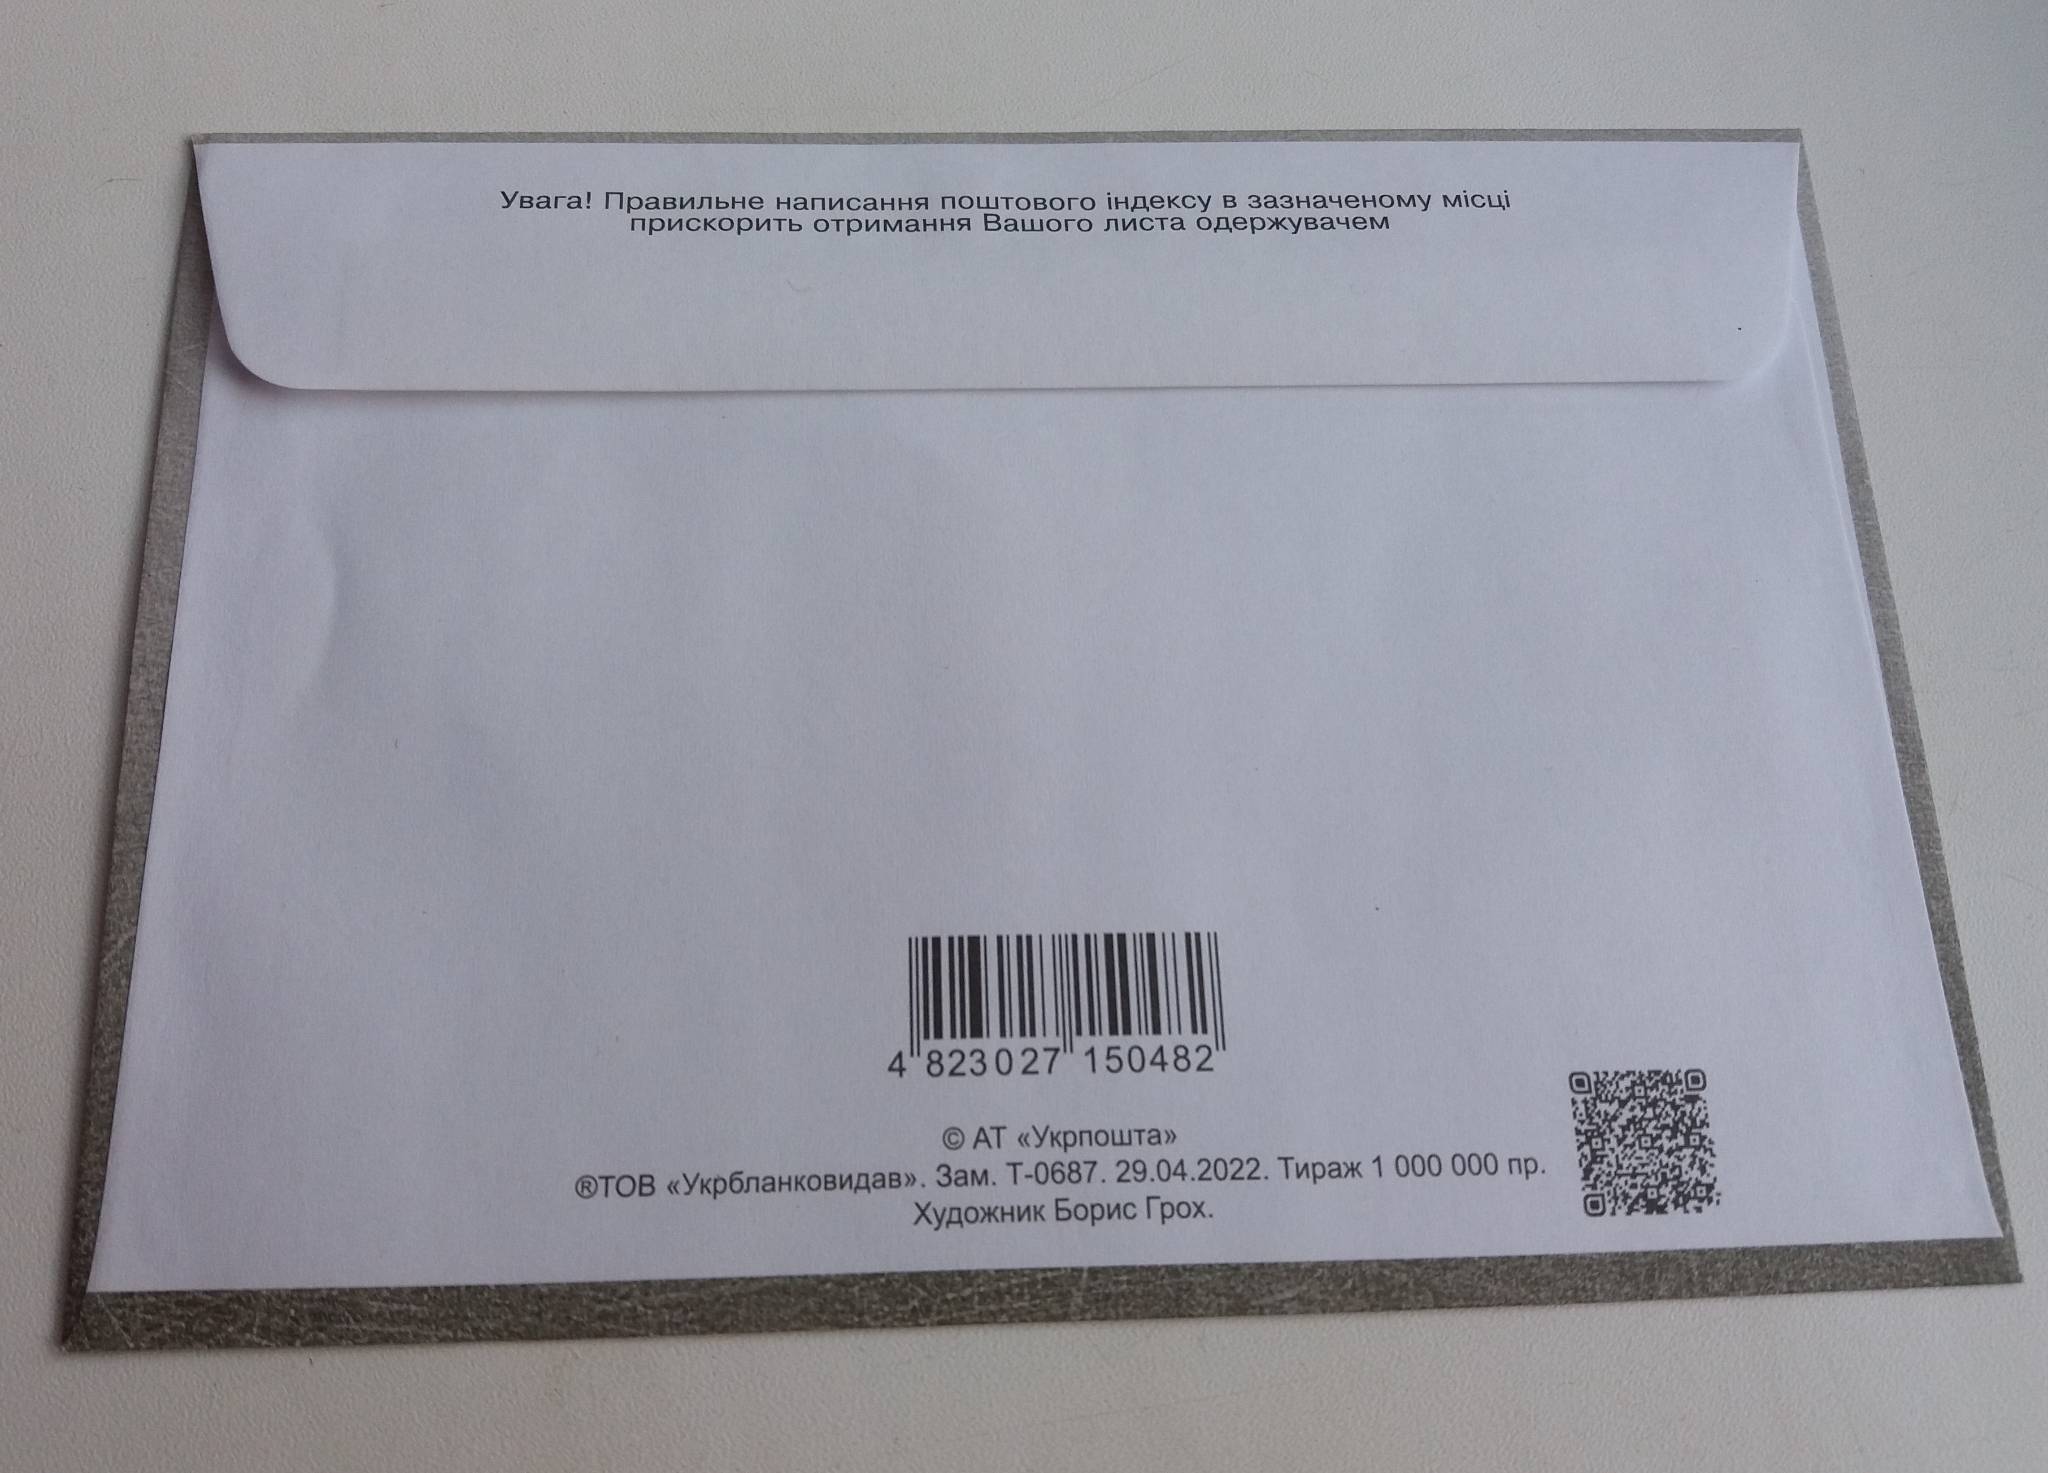 Увага! Правильне написання поштового індексу в зазначеному місці
прискорить отримання Вашого листа одержувачем
4 823027 150482
© АТ «Укрпошта»
®ТОВ «Укрбланковидав». Зам. Т-0687. 29.04.2022. Тираж 1 000 000 пр.
Художник Борис Грох.